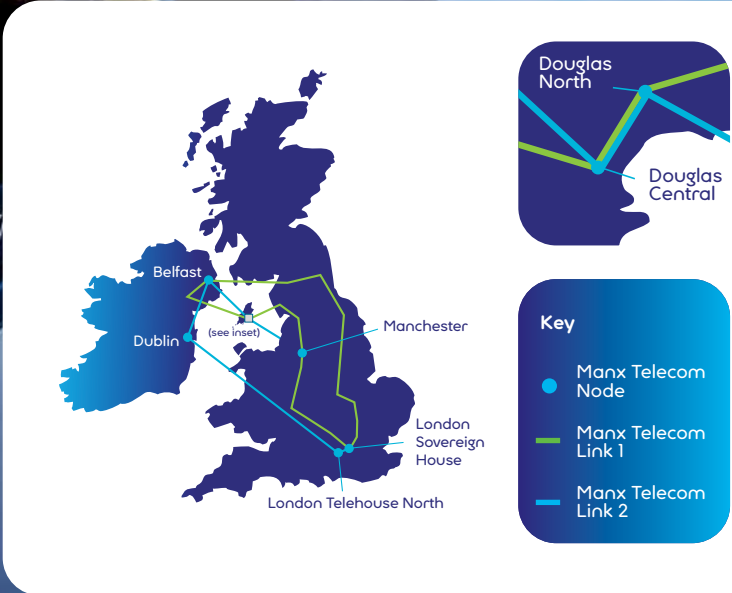 Belfast
(see inset)
Dublin
Manchester
London
Sovereign
House
London Telehouse North
Douglas
North
Douglas
Central
Key
Manx Telecom
Node
Manx Telecom
Link 1
Manx Telecom
Link 2